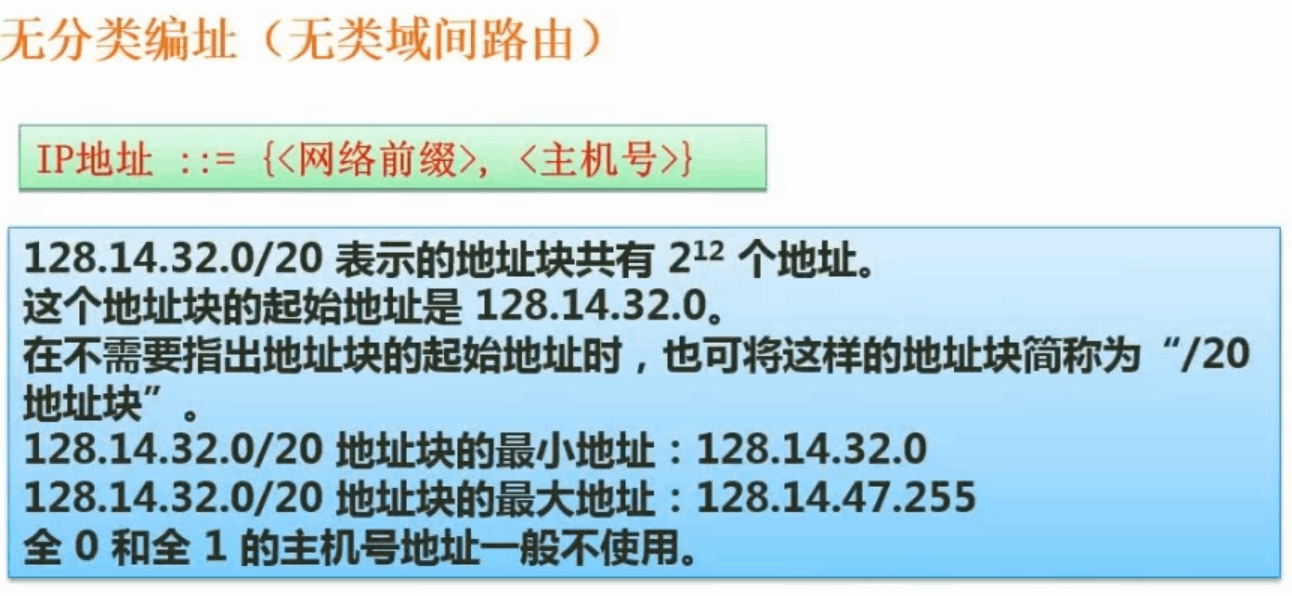 无分类编址（无类域间路由）
IP地址 ::= {<网络前缀>, <主机号>}
128.14.32.0/20 表示的地址块共有 2¹² 个地址。
这个地址块的起始地址是 128.14.32.0。
在不需要指出地址块的起始地址时，也可将这样的地址块简称为“/20
地址块”。
128.14.32.0/20 地址块的最小地址：128.14.32.0
128.14.32.0/20 地址块的最大地址：128.14.47.255
全 0 和全 1 的主机号地址一般不使用。